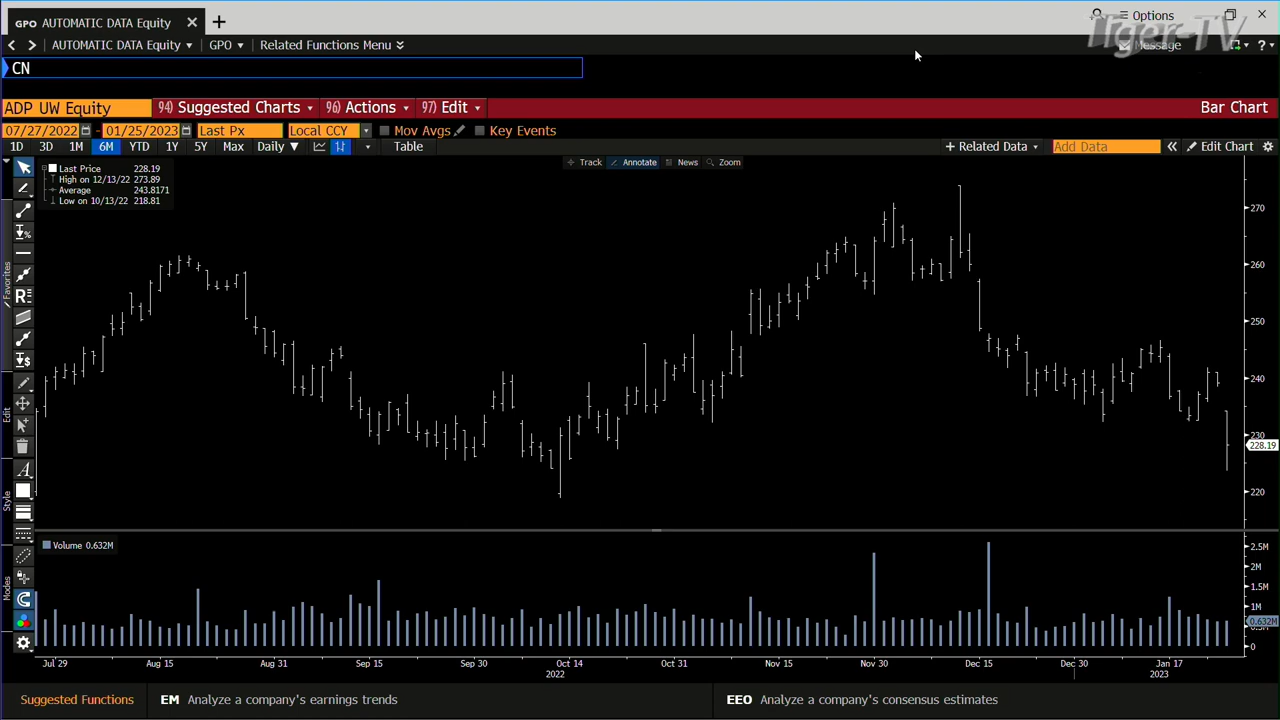 GPO AUTOMATIC DATA Equity
Options
AUTOMATIC DATA Equity GPO Related Functions Menu
Message ?
Tiger-TV
CN
ADP UW Equity 94) Suggested Charts 96) Actions 97) Edit Bar Chart
07/27/2022 - 01/25/2023 Last Px Local CCY Mov Avgs Key Events
1D 3D 1M 6M YTD 1Y 5Y Max Daily Table + Related Data Add Data Edit Chart
Track Annotate News Zoom
Last Price 228.19
High on 12/13/22 273.89
Average 243.8171
Low on 10/13/22 218.81
Favorites
Edit
Style
Modes
270
260
250
240
230
228.19
220
Volume 0.632M
2.5M
2M
1.5M
1M
0.632M
0
Jul 29 Aug 15 Aug 31 Sep 15 Sep 30 Oct 14 Oct 31 Nov 15 Nov 30 Dec 15 Dec 30 Jan 17
2022 2023
Suggested Functions EM Analyze a company's earnings trends EEO Analyze a company's consensus estimates